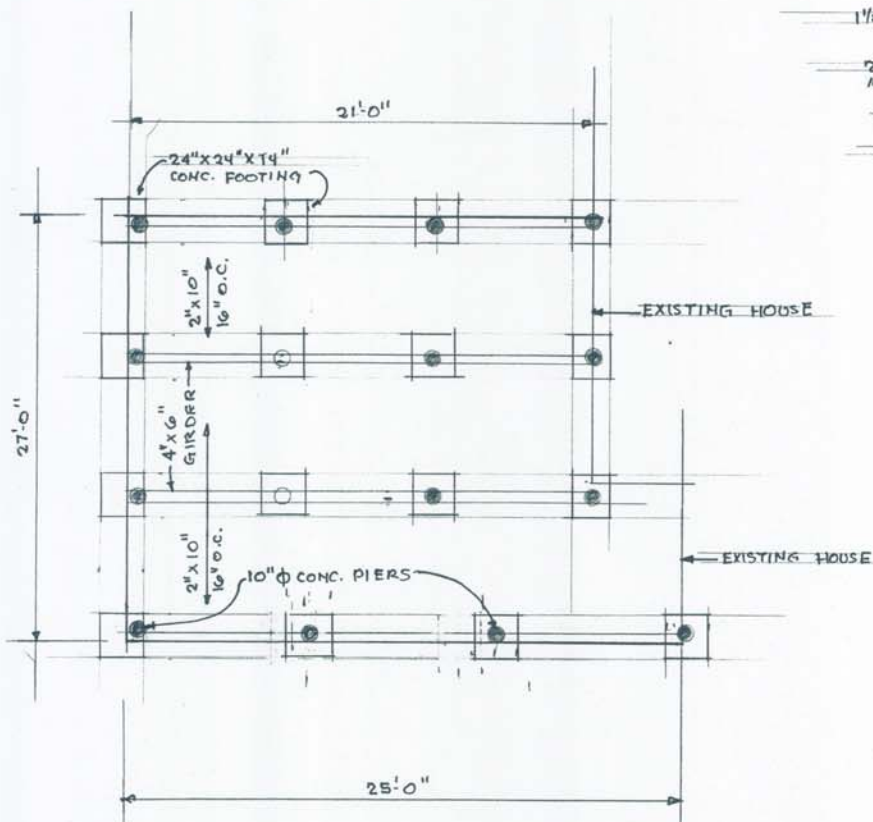 21'-0"
24"X24"X14"
CONC. FOOTING
2"X10"
16" O.C.
EXISTING HOUSE
27'-0"
4"X6"
GIRDER
2"X10"
16" O.C.
EXISTING HOUSE
10"Φ CONC. PIERS
25'-0"